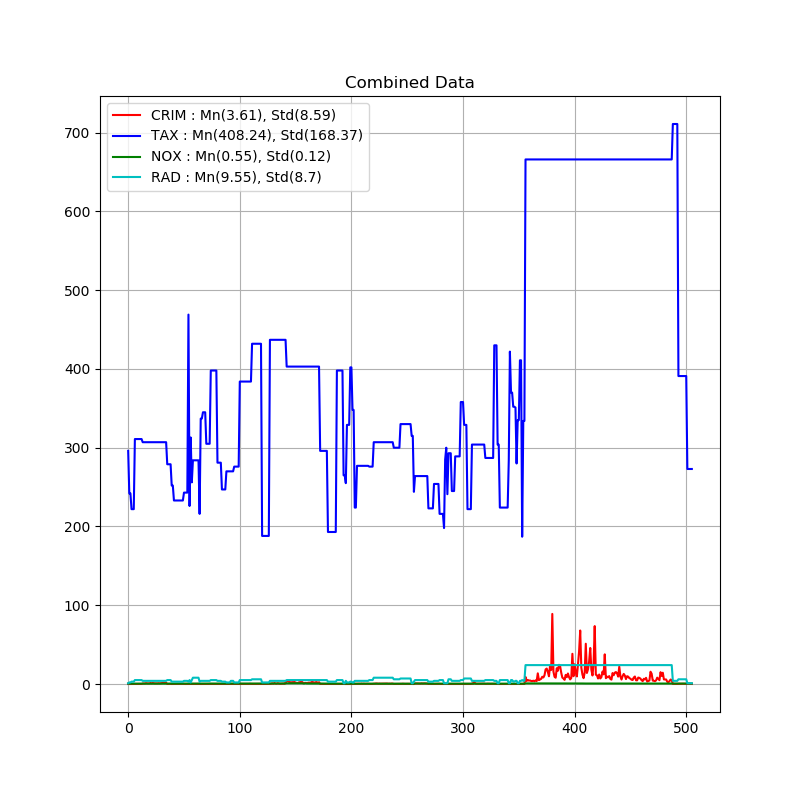 Combined Data
CRIM : Mn(3.61), Std(8.59)
TAX : Mn(408.24), Std(168.37)
NOX : Mn(0.55), Std(0.12)
RAD : Mn(9.55), Std(8.7)
700
600
500
400
300
200
100
0
0 100 200 300 400 500